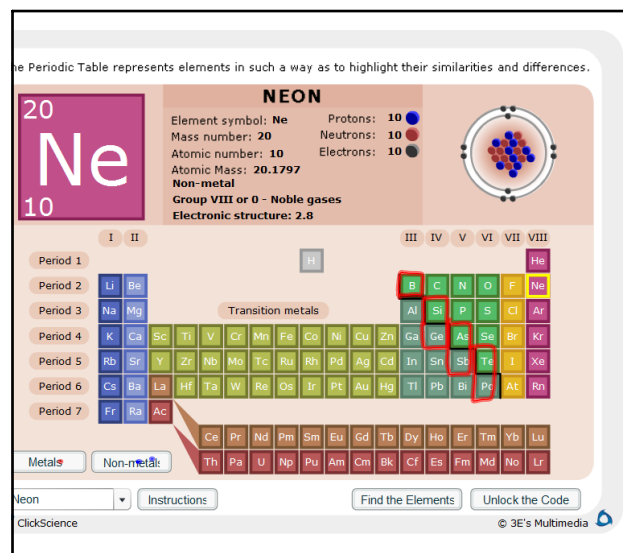 ne Periodic Table represents elements in such a way as to highlight their similarities and differences.
NEON
20
Ne
10
Element symbol: Ne
Mass number: 20
Atomic number: 10
Atomic Mass: 20.1797
Non-metal
Group VIII or 0 - Noble gases
Electronic structure: 2.8
Protons: 10
Neutrons: 10
Electrons: 10
I II III IV V VI VII VIII
Period 1 H He
Period 2 Li Be B C N O F Ne
Period 3 Na Mg Transition metals Al Si P S Cl Ar
Period 4 K Ca Sc Ti V Cr Mn Fe Co Ni Cu Zn Ga Ge As Se Br Kr
Period 5 Rb Sr Y Zr Nb Mo Tc Ru Rh Pd Ag Cd In Sn Sb Te I Xe
Period 6 Cs Ba La Hf Ta W Re Os Ir Pt Au Hg Tl Pb Bi Po At Rn
Period 7 Fr Ra Ac
Ce Pr Nd Pm Sm Eu Gd Tb Dy Ho Er Tm Yb Lu
Th Pa U Np Pu Am Cm Bk Cf Es Fm Md No Lr
Metals Non-metals
Neon Instructions Find the Elements Unlock the Code
ClickScience © 3E's Multimedia